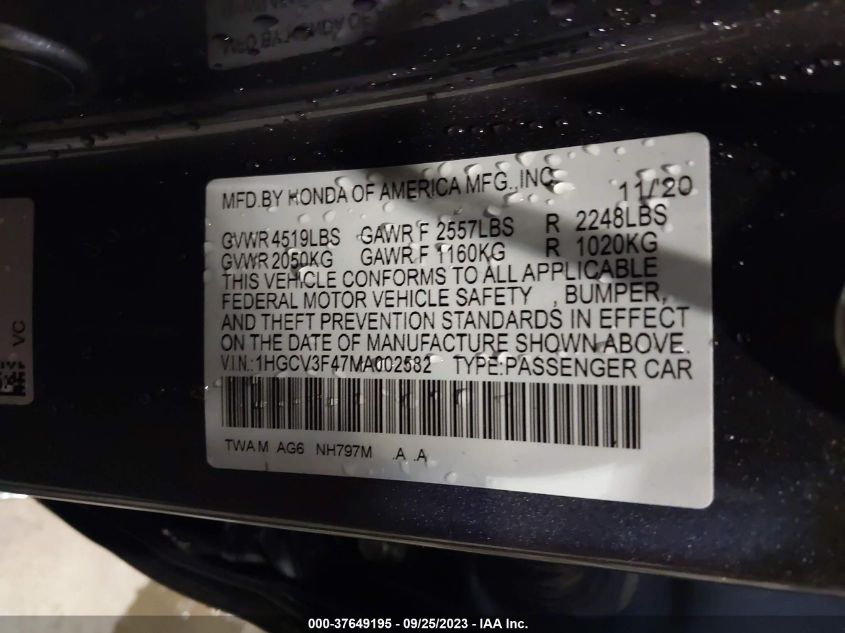 MFD.BY HONDA OF AMERICA MFG.,INC. 11/'20
GVWR 4519LBS GAWR F 2557LBS R 2248LBS
GVWR 2050KG GAWR F 1160KG R 1020KG
THIS VEHICLE CONFORMS TO ALL APPLICABLE
FEDERAL MOTOR VEHICLE SAFETY , BUMPER,
AND THEFT PREVENTION STANDARDS IN EFFECT
ON THE DATE OF MANUFACTURE SHOWN ABOVE.
V.I.N.:1HGCV3F47MA002582 TYPE:PASSENGER CAR
TWA M AG6 NH797M .A .A
VC
000-37649195 - 09/25/2023 - IAA Inc.